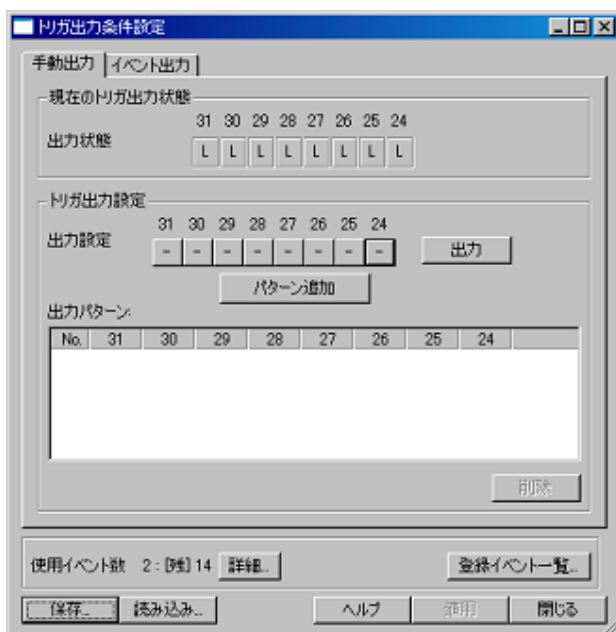 トリガ出力条件設定
手動出力 イベント出力
現在のトリガ出力状態
31 30 29 28 27 26 25 24
出力状態 L L L L L L L L
トリガ出力設定
31 30 29 28 27 26 25 24
出力設定 - - - - - - - - 出力
パターン追加
出力パターン:
No. 31 30 29 28 27 26 25 24
削除
使用イベント数 2 : [残] 14 詳細... 登録イベント一覧...
保存... 読み込み... ヘルプ 適用 閉じる